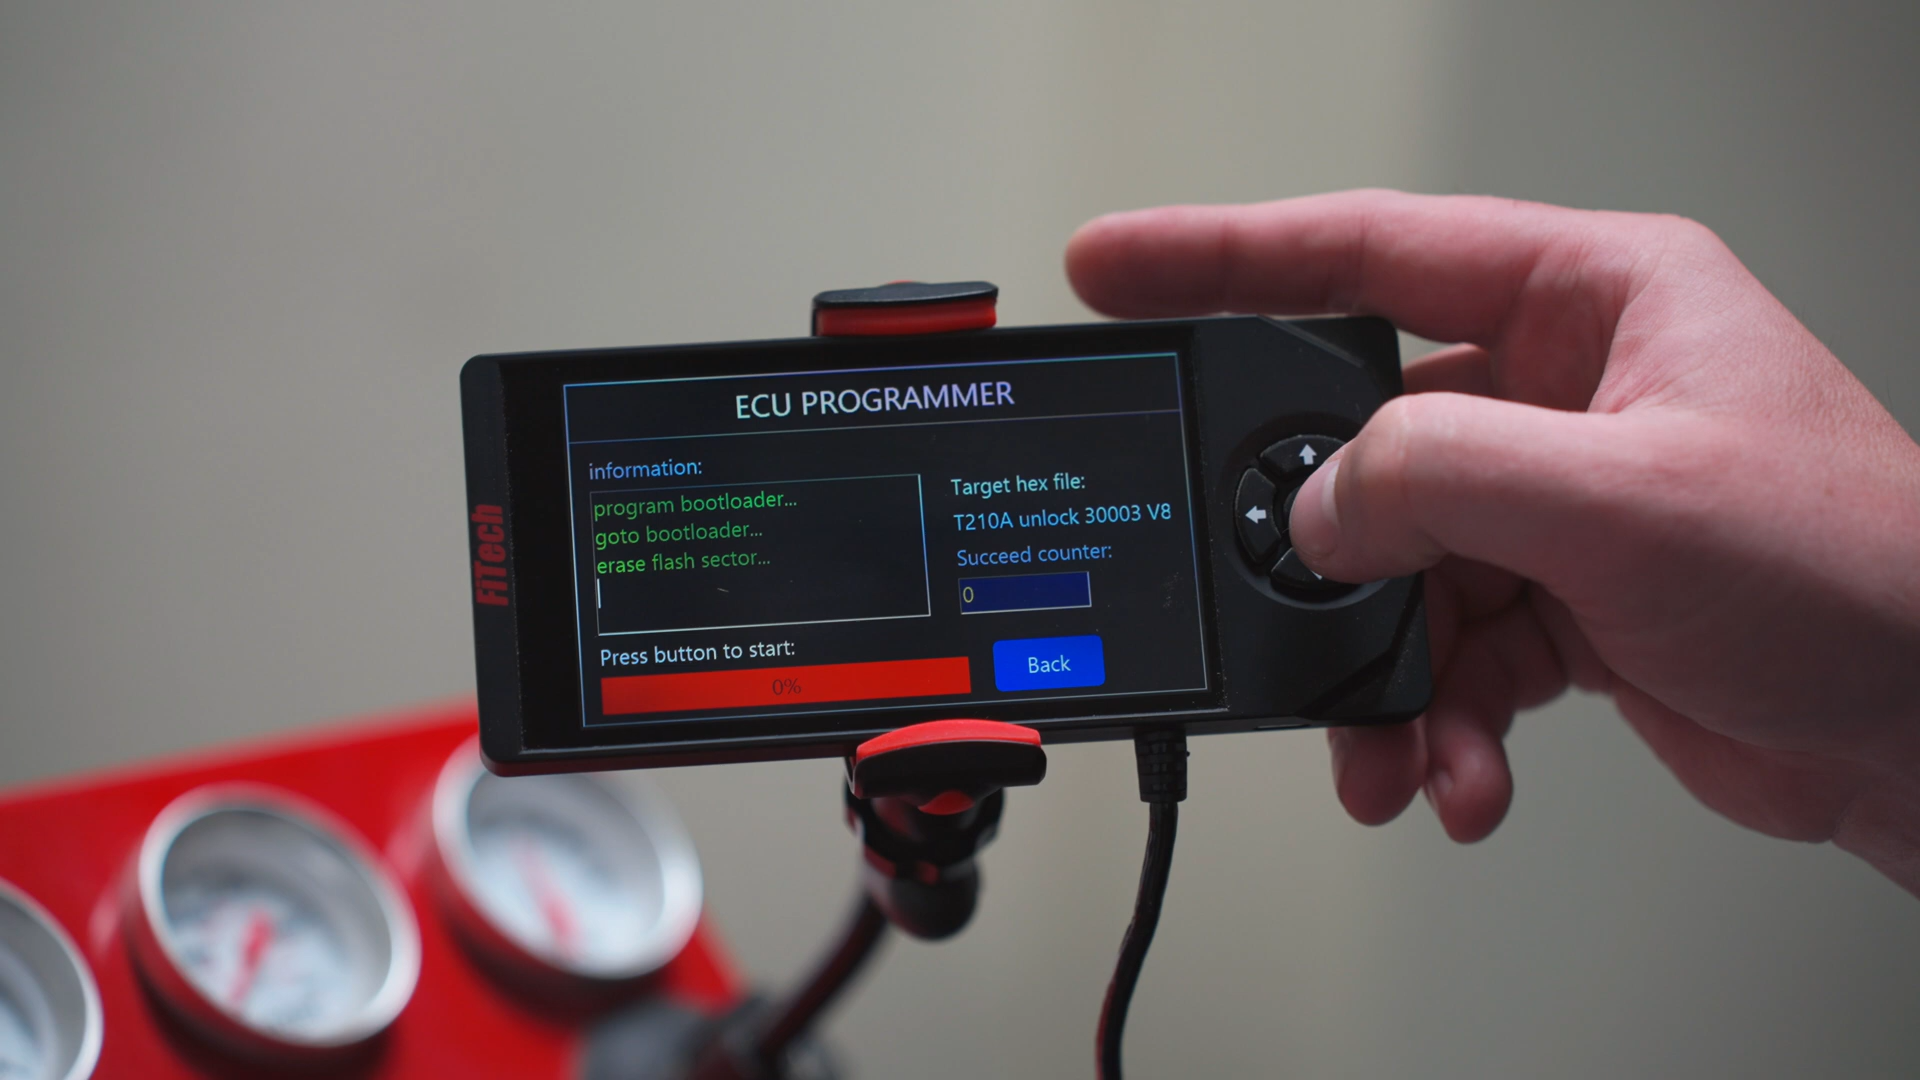 ECU PROGRAMMER
information:
program bootloader...
goto bootloader...
erase flash sector...
Target hex file:
T210A unlock 30003 V8
Succeed counter:
0
Press button to start:
0%
Back
FiTech